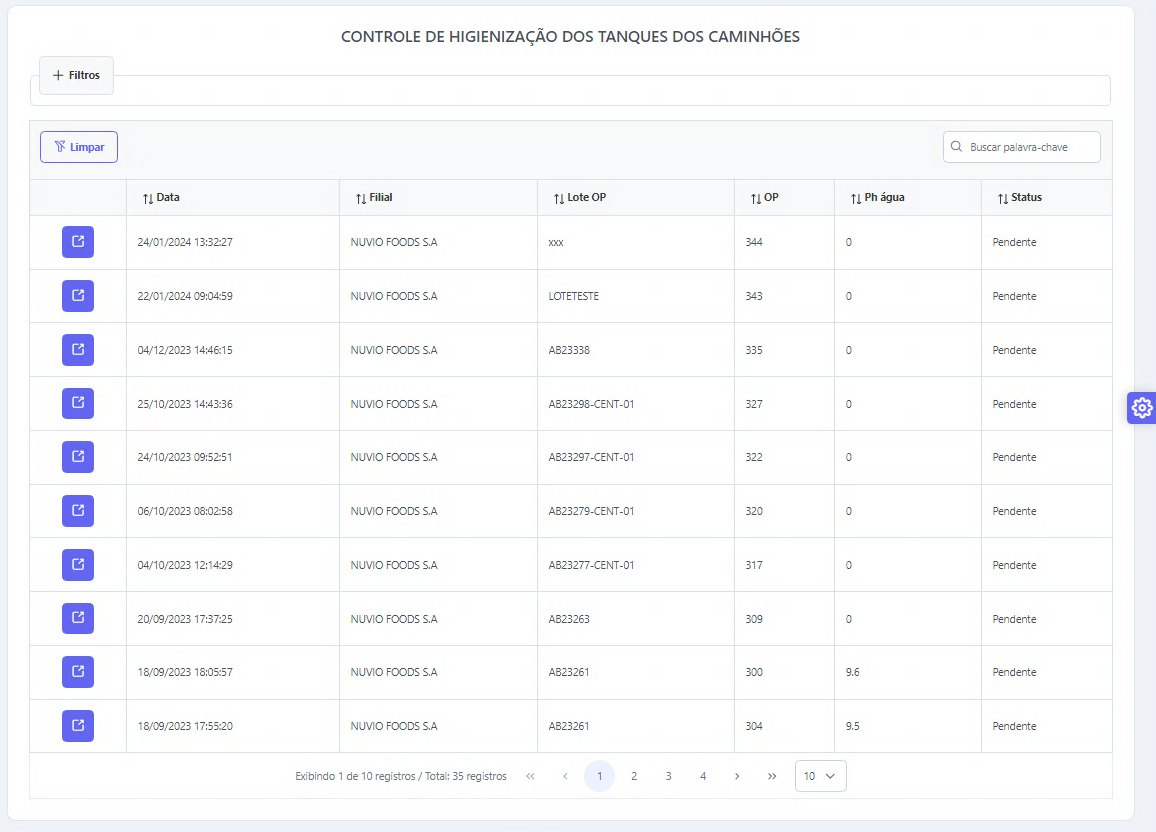 CONTROLE DE HIGIENIZAÇÃO DOS TANQUES DOS CAMINHÕES
Filtros
Limpar
Buscar palavra-chave
Data Filial Lote OP OP Ph água Status
24/01/2024 13:32:27 NUVIO FOODS S.A xxx 344 0 Pendente
22/01/2024 09:04:59 NUVIO FOODS S.A LOTETESTE 343 0 Pendente
04/12/2023 14:46:15 NUVIO FOODS S.A AB23338 335 0 Pendente
25/10/2023 14:43:36 NUVIO FOODS S.A AB23298-CENT-01 327 0 Pendente
24/10/2023 09:52:51 NUVIO FOODS S.A AB23297-CENT-01 322 0 Pendente
06/10/2023 08:02:58 NUVIO FOODS S.A AB23279-CENT-01 320 0 Pendente
04/10/2023 12:14:29 NUVIO FOODS S.A AB23277-CENT-01 317 0 Pendente
20/09/2023 17:37:25 NUVIO FOODS S.A AB23263 309 0 Pendente
18/09/2023 18:05:57 NUVIO FOODS S.A AB23261 300 9.6 Pendente
18/09/2023 17:55:20 NUVIO FOODS S.A AB23261 304 9.5 Pendente
Exibindo 1 de 10 registros / Total: 35 registros « ‹ 1 2 3 4 › » 10